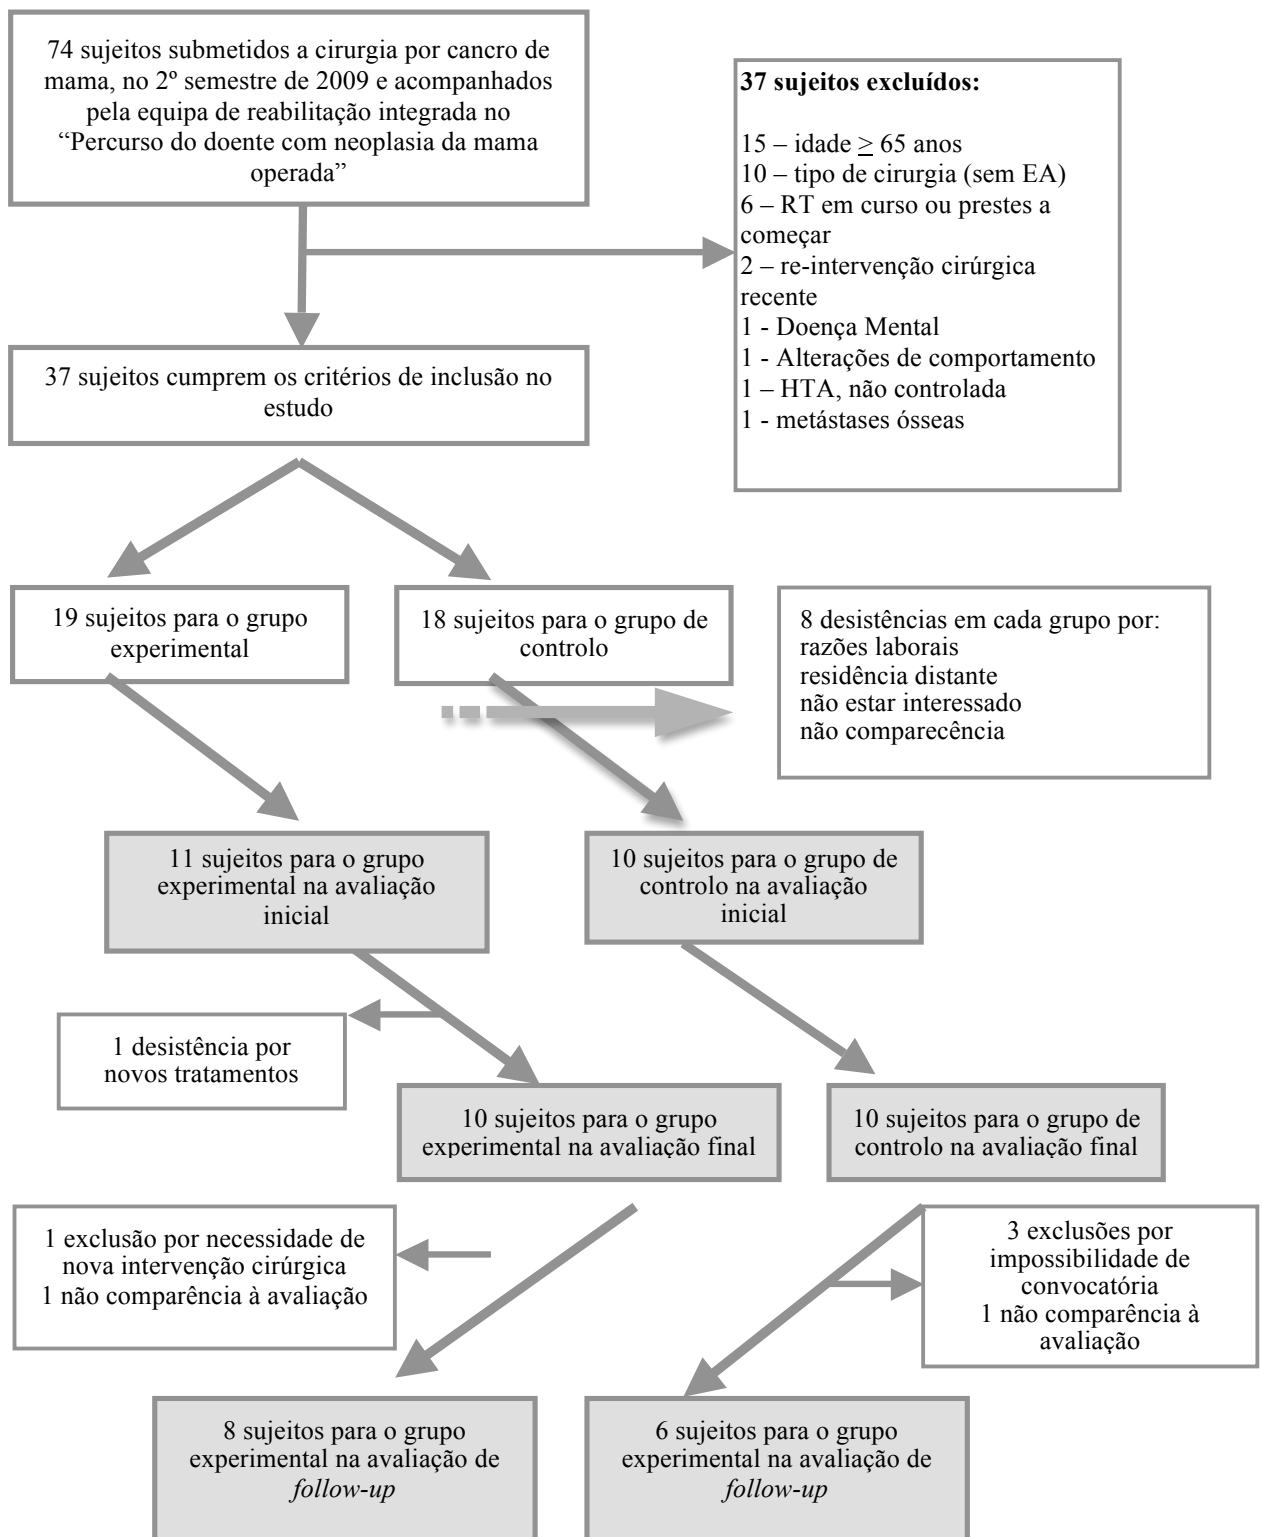 74 sujeitos submetidos a cirurgia por cancro de
mama, no 2º semestre de 2009 e acompanhados
pela equipa de reabilitação integrada no
“Percurso do doente com neoplasia da mama
operada”
37 sujeitos excluídos:
15 – idade ≥ 65 anos
10 – tipo de cirurgia (sem EA)
6 – RT em curso ou prestes a
começar
2 – re-intervenção cirúrgica
recente
1 - Doença Mental
1 - Alterações de comportamento
1 – HTA, não controlada
1 - metástases ósseas
37 sujeitos cumprem os critérios de inclusão no
estudo
19 sujeitos para o grupo
experimental
18 sujeitos para o grupo de
controlo
8 desistências em cada grupo por:
razões laborais
residência distante
não estar interessado
não comparecência
11 sujeitos para o grupo
experimental na avaliação
inicial
10 sujeitos para o grupo de
controlo na avaliação
inicial
1 desistência por
novos tratamentos
10 sujeitos para o grupo
experimental na avaliação final
10 sujeitos para o grupo de
controlo na avaliação final
1 exclusão por necessidade de
nova intervenção cirúrgica
1 não comparência à avaliação
3 exclusões por
impossibilidade de
convocatória
1 não comparência à
avaliação
8 sujeitos para o grupo
experimental na avaliação de
follow-up
6 sujeitos para o grupo
experimental na avaliação de
follow-up